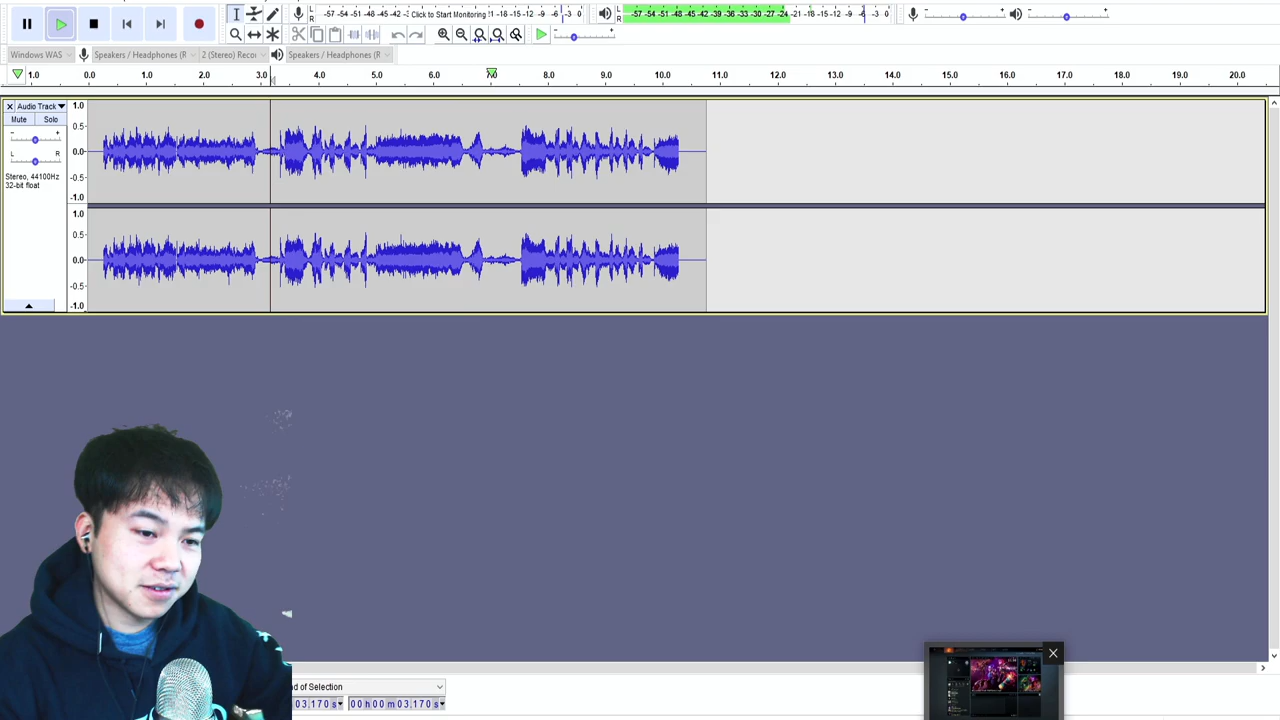 L
R
-57 -54 -51 -48 -45 -42 -
Click to Start Monitoring
!1 -18 -15 -12 -9 -6 -3 0
-57 -54 -51 -48 -45 -42 -39 -36 -33 -30 -27 -24 -21 -18 -15 -12 -9 -6 -3 0
L
R
- +
- +
Windows WAS
Speakers / Headphones (R
2 (Stereo) Reco
Speakers / Headphones (R
1.0 0.0 1.0 2.0 3.0 4.0 5.0 6.0 7.0 8.0 9.0 10.0 11.0 12.0 13.0 14.0 15.0 16.0 17.0 18.0 19.0 20.0
Audio Track
Mute Solo
- +
L R
Stereo, 44100Hz
32-bit float
1.0
0.5
0.0
-0.5
-1.0
1.0
0.5
0.0
-0.5
-1.0
nd of Selection
03.170 s
00 h 00 m 03.170 s